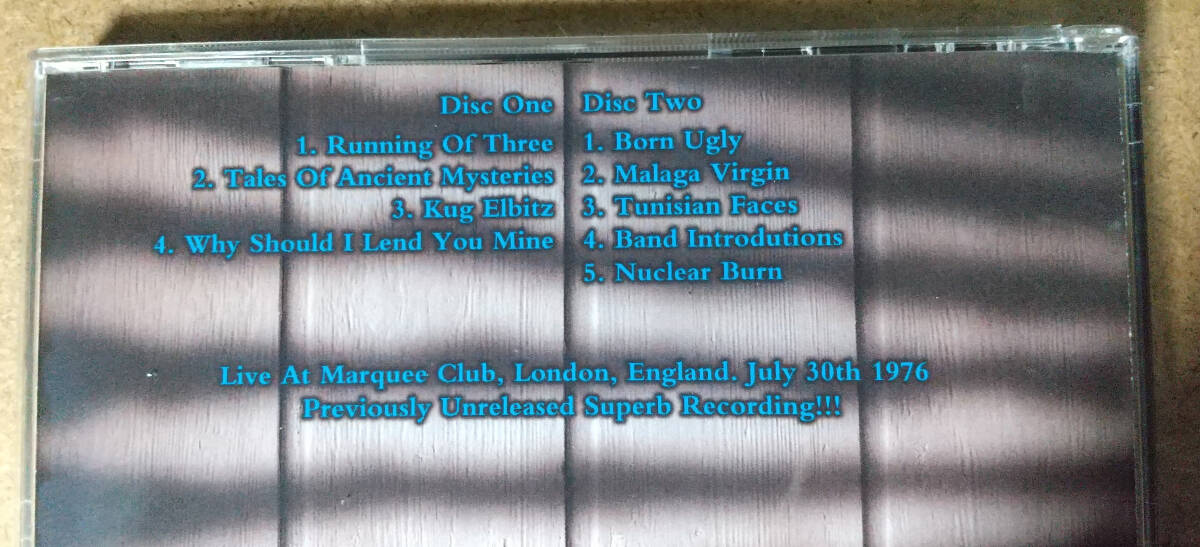 Disc One
1. Running Of Three
2. Tales Of Ancient Mysteries
3. Kug Elbitz
4. Why Should I Lend You Mine
Disc Two
1. Born Ugly
2. Malaga Virgin
3. Tunisian Faces
4. Band Introdutions
5. Nuclear Burn
Live At Marquee Club, London, England. July 30th 1976
Previously Unreleased Superb Recording!!!